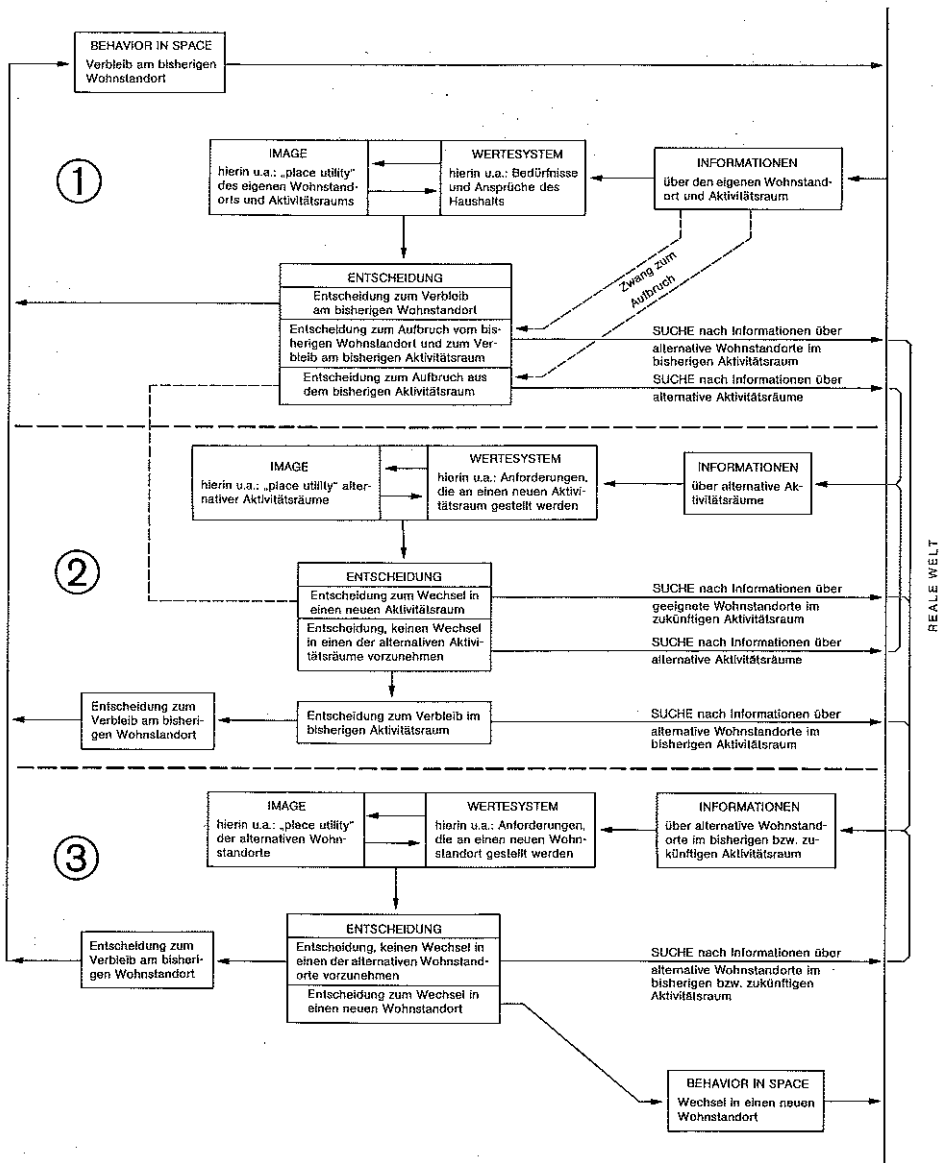 BEHAVIOR IN SPACE
Verbleib am bisherigen
Wohnstandort
①
IMAGE
hierin u.a.: „place utility"
des eigenen Wohnstand-
orts und Aktivitätsraums
WERTESYSTEM
hierin u.a.: Bedürfnisse
und Ansprüche des
Haushalts
INFORMATIONEN
über den eigenen Wohnstand-
ort und Aktivitätsraum
Zwang zum
Aufbruch
ENTSCHEIDUNG
Entscheidung zum Verbleib
am bisherigen Wohnstandort
Entscheidung zum Aufbruch vom bis-
herigen Wohnstandort und zum Ver-
bleib am bisherigen Aktivitätsraum
Entscheidung zum Aufbruch aus
dem bisherigen Aktivitätsraum
SUCHE nach Informationen über
alternative Wohnstandorte im
bisherigen Aktivitätsraum
SUCHE nach Informationen über
alternative Aktivitätsräume
②
IMAGE
hierin u.a.: „place utility" alter-
nativer Aktivitätsräume
WERTESYSTEM
hierin u.a.: Anforderungen,
die an einen neuen Aktivi-
tätsraum gestellt werden
INFORMATIONEN
über alternative Ak-
tivitätsräume
ENTSCHEIDUNG
Entscheidung zum Wechsel in
einen neuen Aktivitätsraum
Entscheidung, keinen Wechsel
in einen der alternativen Aktivi-
tätsräume vorzunehmen
SUCHE nach Informationen über
geeignete Wohnstandorte im
zukünftigen Aktivitätsraum
SUCHE nach Informationen über
alternative Aktivitätsräume
Entscheidung zum
Verbleib am bisheri-
gen Wohnstandort
Entscheidung zum Verbleib im
bisherigen Aktivitätsraum
SUCHE nach Informationen über
alternative Wohnstandorte im
bisherigen Aktivitätsraum
REALE WELT
③
IMAGE
hierin u.a.: „place utility"
der alternativen Wohn-
standorte
WERTESYSTEM
hierin u.a.: Anforderungen,
die an einen neuen Wohn-
standort gestellt werden
INFORMATIONEN
über alternative Wohnstand-
orte im bisherigen bzw. zu-
künftigen Aktivitätsraum
Entscheidung zum
Verbleib am bisheri-
gen Wohnstandort
ENTSCHEIDUNG
Entscheidung, keinen Wechsel in
einen der alternativen Wohnstand-
orte vorzunehmen
Entscheidung zum Wechsel in
einen neuen Wohnstandort
SUCHE nach Informationen über
alternative Wohnstandorte im
bisherigen bzw. zukünftigen
Aktivitätsraum
BEHAVIOR IN SPACE
Wechsel in einen neuen
Wohnstandort